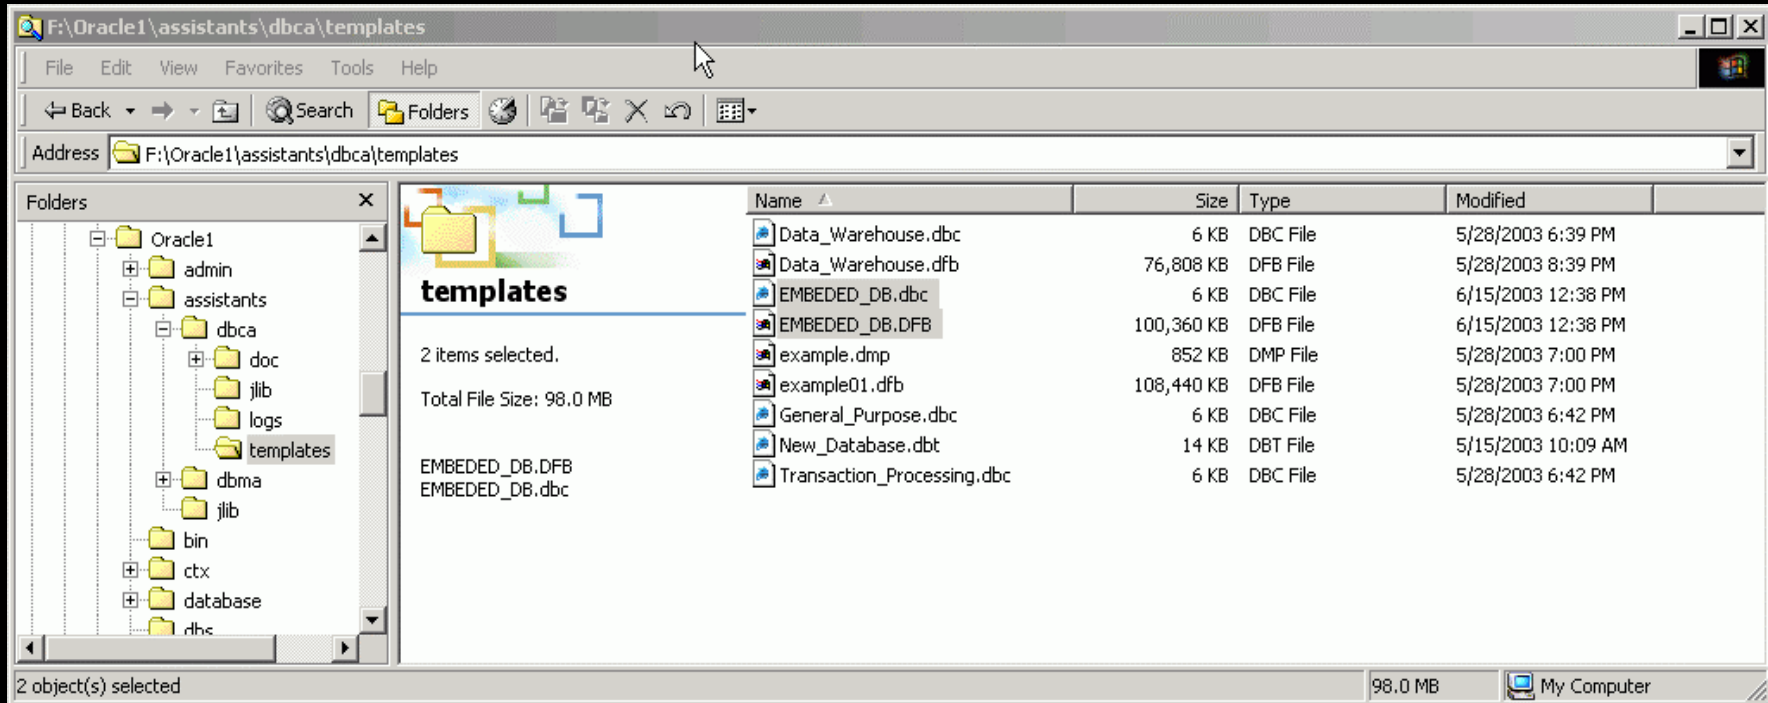 F:\Oracle1\assistants\dbca\templates
File Edit View Favorites Tools Help
Back Search Folders
Address F:\Oracle1\assistants\dbca\templates
Folders
Oracle1
admin
assistants
dbca
doc
jlib
logs
templates
dbma
jlib
bin
ctx
database
dbs
templates
2 items selected.
Total File Size: 98.0 MB
EMBEDED_DB.DFB
EMBEDED_DB.dbc
Name Size Type Modified
Data_Warehouse.dbc 6 KB DBC File 5/28/2003 6:39 PM
Data_Warehouse.dfb 76,808 KB DFB File 5/28/2003 8:39 PM
EMBEDED_DB.dbc 6 KB DBC File 6/15/2003 12:38 PM
EMBEDED_DB.DFB 100,360 KB DFB File 6/15/2003 12:38 PM
example.dmp 852 KB DMP File 5/28/2003 7:00 PM
example01.dfb 108,440 KB DFB File 5/28/2003 7:00 PM
General_Purpose.dbc 6 KB DBC File 5/28/2003 6:42 PM
New_Database.dbt 14 KB DBT File 5/15/2003 10:09 AM
Transaction_Processing.dbc 6 KB DBC File 5/28/2003 6:42 PM
2 object(s) selected 98.0 MB My Computer